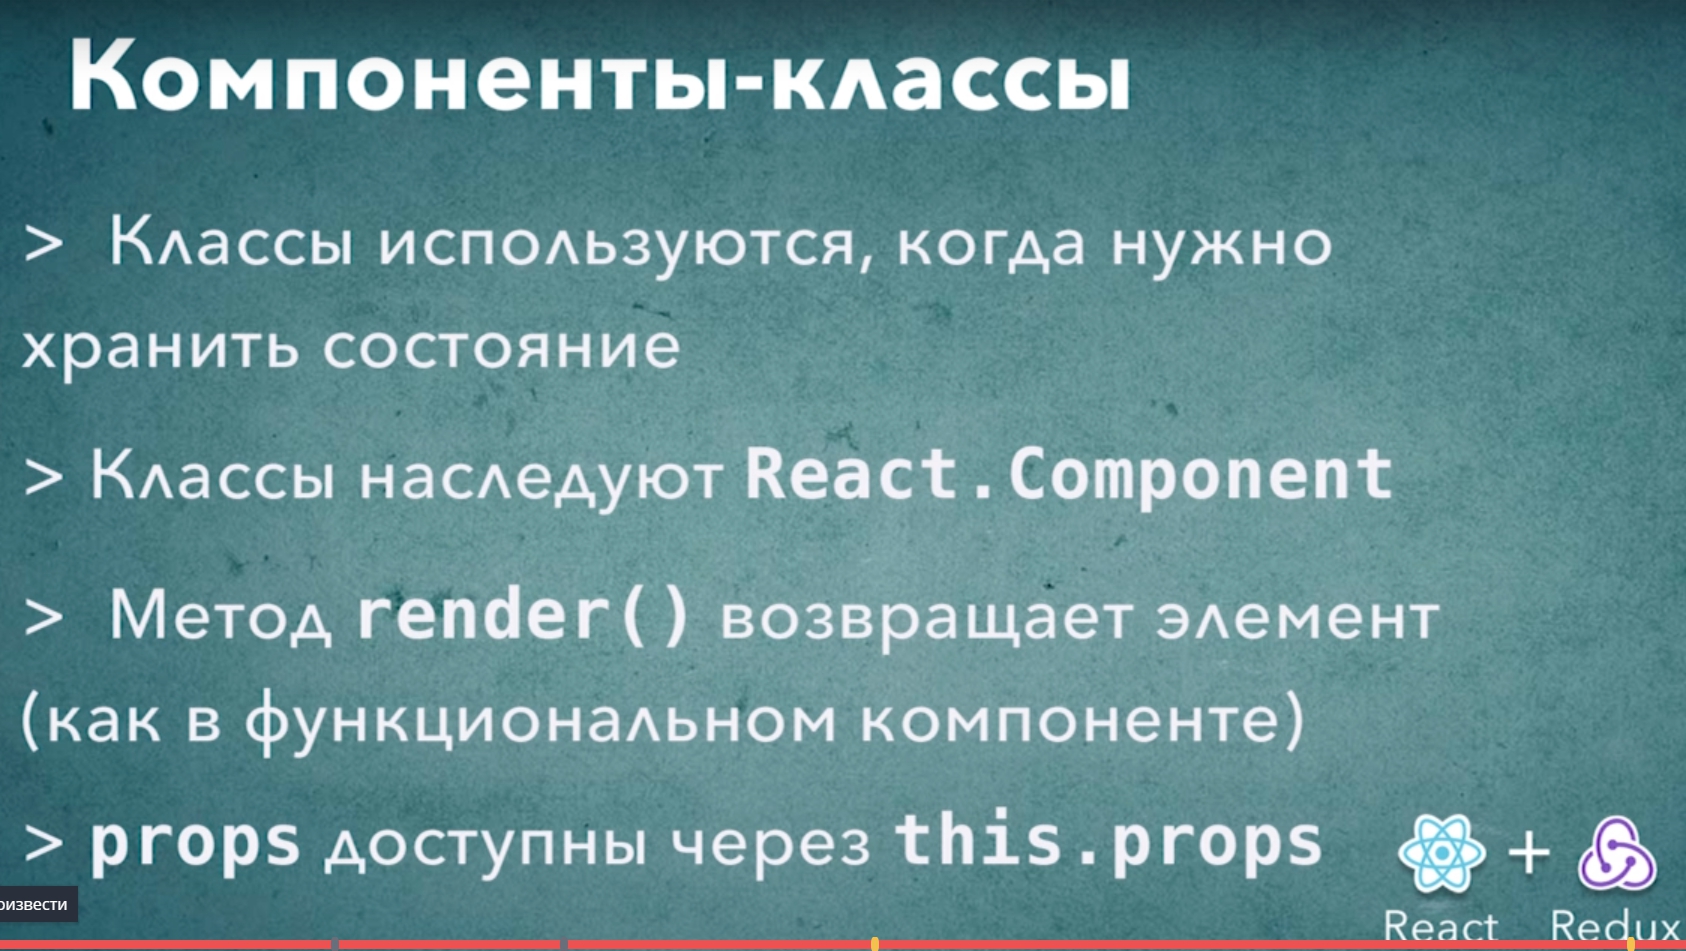 Компоненты-классы
> Классы используются, когда нужно
хранить состояние
> Классы наследуют React.Component
> Метод render() возвращает элемент
(как в функциональном компоненте)
> props доступны через this.props
+
оизвести
React Redux